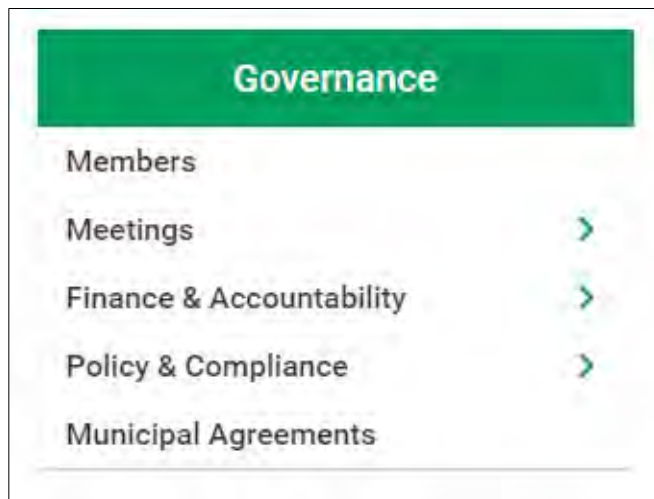 Governance
Members
Meetings
Finance & Accountability
Policy & Compliance
Municipal Agreements